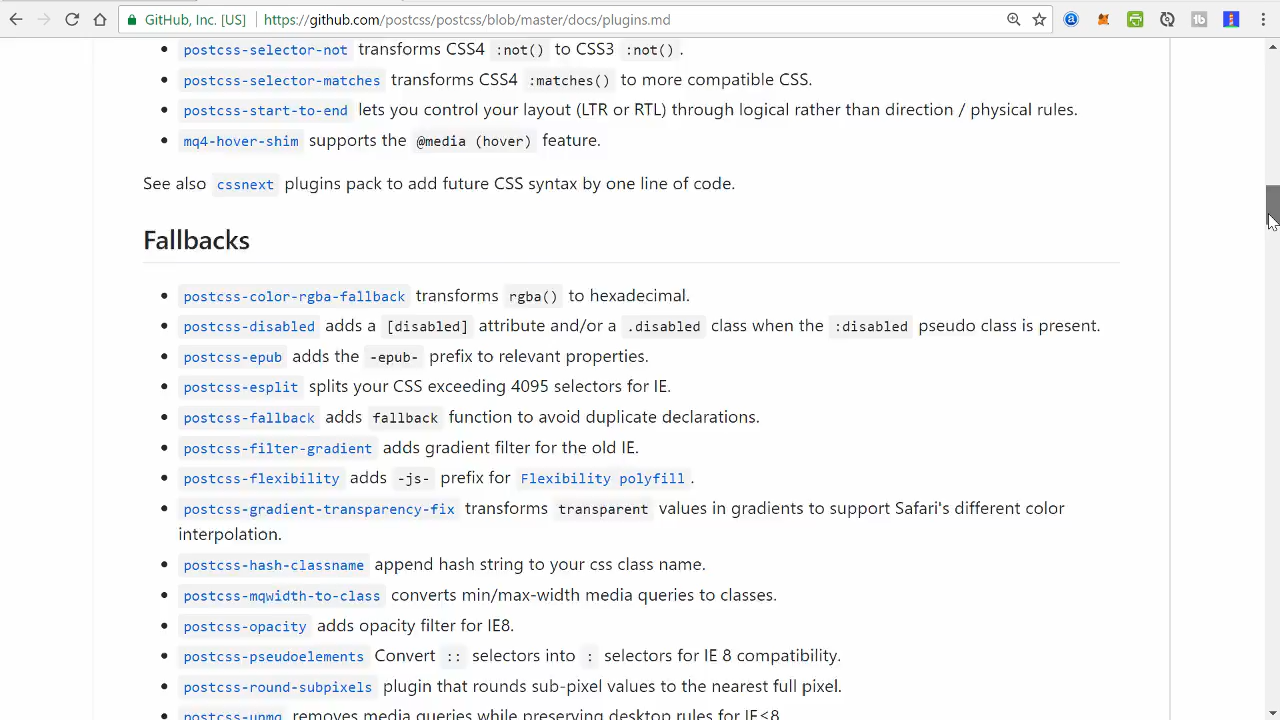 GitHub, Inc. [US] https://github.com/postcss/postcss/blob/master/docs/plugins.md
postcss-selector-not transforms CSS4 :not() to CSS3 :not() .
postcss-selector-matches transforms CSS4 :matches() to more compatible CSS.
postcss-start-to-end lets you control your layout (LTR or RTL) through logical rather than direction / physical rules.
mq4-hover-shim supports the @media (hover) feature.
See also cssnext plugins pack to add future CSS syntax by one line of code.
Fallbacks
postcss-color-rgba-fallback transforms rgba() to hexadecimal.
postcss-disabled adds a [disabled] attribute and/or a .disabled class when the :disabled pseudo class is present.
postcss-epub adds the -epub- prefix to relevant properties.
postcss-esplit splits your CSS exceeding 4095 selectors for IE.
postcss-fallback adds fallback function to avoid duplicate declarations.
postcss-filter-gradient adds gradient filter for the old IE.
postcss-flexibility adds -js- prefix for Flexibility polyfill .
postcss-gradient-transparency-fix transforms transparent values in gradients to support Safari's different color
interpolation.
postcss-hash-classname append hash string to your css class name.
postcss-mqwidth-to-class converts min/max-width media queries to classes.
postcss-opacity adds opacity filter for IE8.
postcss-pseudoelements Convert :: selectors into : selectors for IE 8 compatibility.
postcss-round-subpixels plugin that rounds sub-pixel values to the nearest full pixel.
postcss-unmq removes media queries while preserving desktop rules for IE≤8.